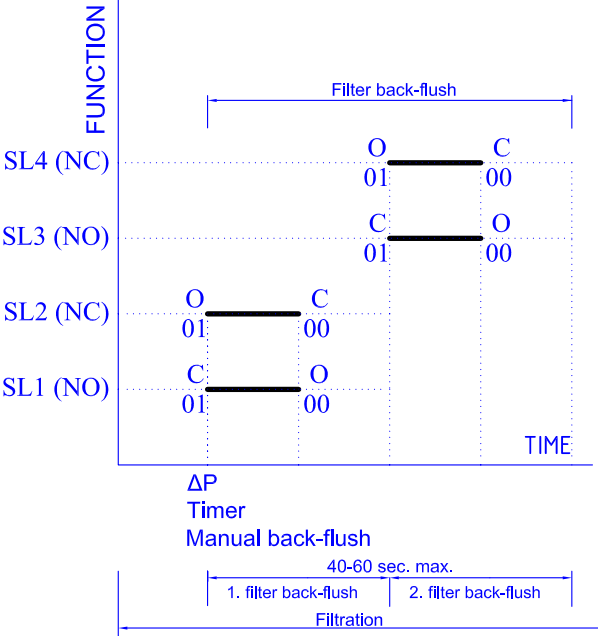 FUNCTION
Filter back-flush
O C
SL4 (NC)
01 00
C O
SL3 (NO)
01 00
O C
SL2 (NC)
01 00
C O
SL1 (NO)
01 00
TIME
ΔP
Timer
Manual back-flush
40-60 sec. max.
1. filter back-flush 2. filter back-flush
Filtration